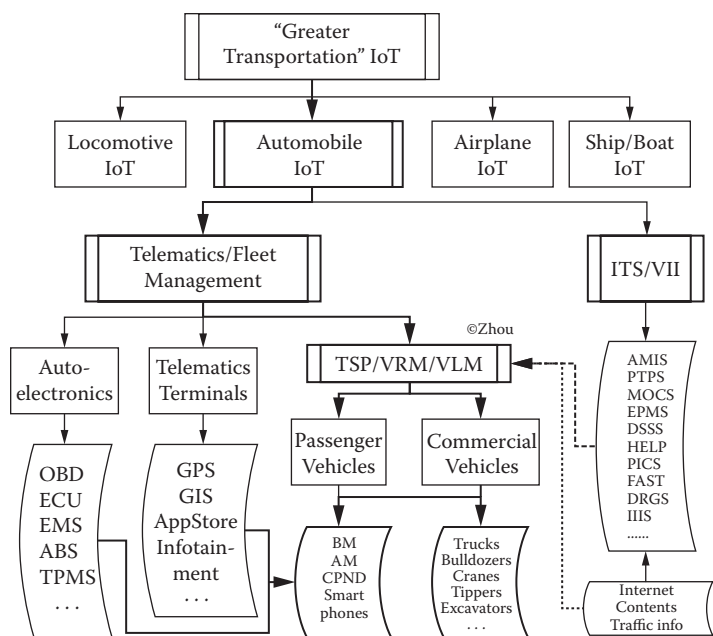 “Greater
Transportation” IoT
Locomotive
IoT
Automobile
IoT
Airplane
IoT
Ship/Boat
IoT
Telematics/Fleet
Management
ITS/VII
©Zhou
Auto-
electronics
Telematics
Terminals
TSP/VRM/VLM
Passenger
Vehicles
Commercial
Vehicles
AMIS
PTPS
MOCS
EPMS
DSSS
HELP
PICS
FAST
DRGS
IIIS
......
OBD
ECU
EMS
ABS
TPMS
. . .
GPS
GIS
AppStore
Infotain-
ment
. . .
BM
AM
CPND
Smart
phones
Trucks
Bulldozers
Cranes
Tippers
Excavators
. . .
Internet
Contents
Traffic info